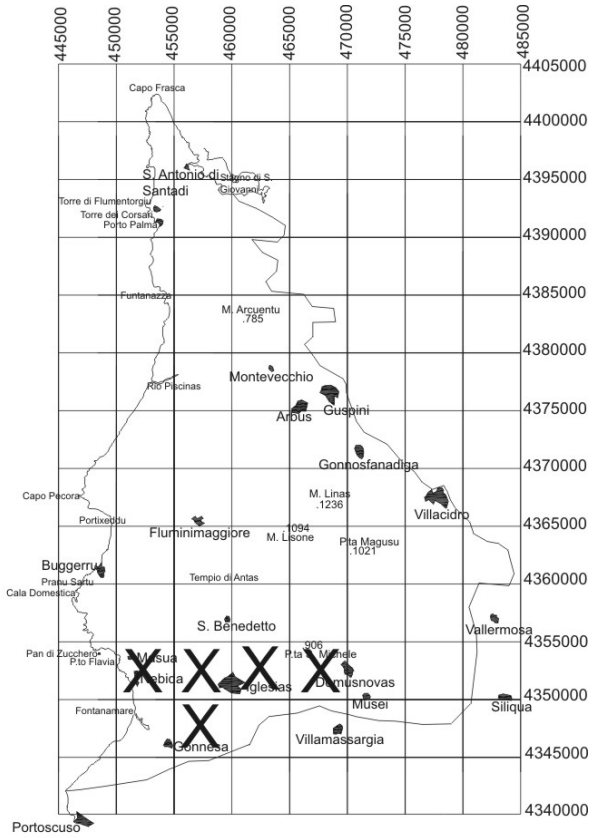 445000 450000 455000 460000 465000 470000 475000 480000 485000
4405000
Capo Frasca
4400000
S. Antonio di
Santadi
Stagno di S.
Giovanni
4395000
Torre di Flumentorgiu
Torre dei Corsari
Porto Palma
4390000
Funtanazza
4385000
M. Arcuentu
.785
4380000
Montevecchio
Rio Piscinas
Arbus
Guspini
4375000
Gonnosfanadiga
4370000
Capo Pecora
M. Linas
.1236
Villacidro
Portixeddu
Fluminimaggiore
1094
M. Lisone
4365000
P.ta Magusu
.1021
Buggerru
Pranu Sartu
Cala Domestica
Tempio di Antas
4360000
S. Benedetto
Vallermosa
4355000
Pan di Zucchero
P.to Flavia
Masua
Nebida
X X X X
906
P.ta S. Michele
Iglesias
Domusnovas
Musei
Siliqua
4350000
Fontanamare
X
Gonnesa
Villamassargia
4345000
4340000
Portoscuso